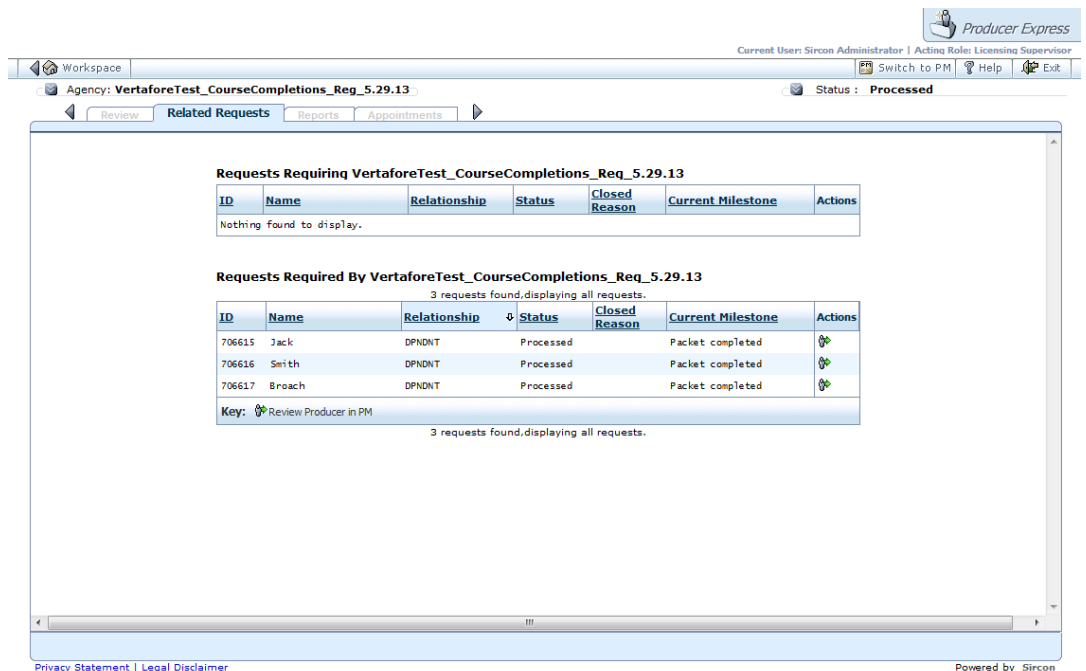 Producer Express
Current User: Sircon Administrator | Acting Role: Licensing Supervisor
Workspace PM Switch to PM Help Exit
Agency: VertaforeTest_CourseCompletions_Reg_5.29.13 Status : Processed
Review Related Requests Reports Appointments
Requests Requiring VertaforeTest_CourseCompletions_Req_5.29.13
ID Name Relationship Status Closed Reason Current Milestone Actions
Nothing found to display.
Requests Required By VertaforeTest_CourseCompletions_Req_5.29.13
3 requests found,displaying all requests.
ID Name Relationship Status Closed Reason Current Milestone Actions
706615 Jack DPNDNT Processed Packet completed
706616 Smith DPNDNT Processed Packet completed
706617 Broach DPNDNT Processed Packet completed
Key: Review Producer in PM
3 requests found,displaying all requests.
Privacy Statement | Legal Disclaimer Powered by Sircon